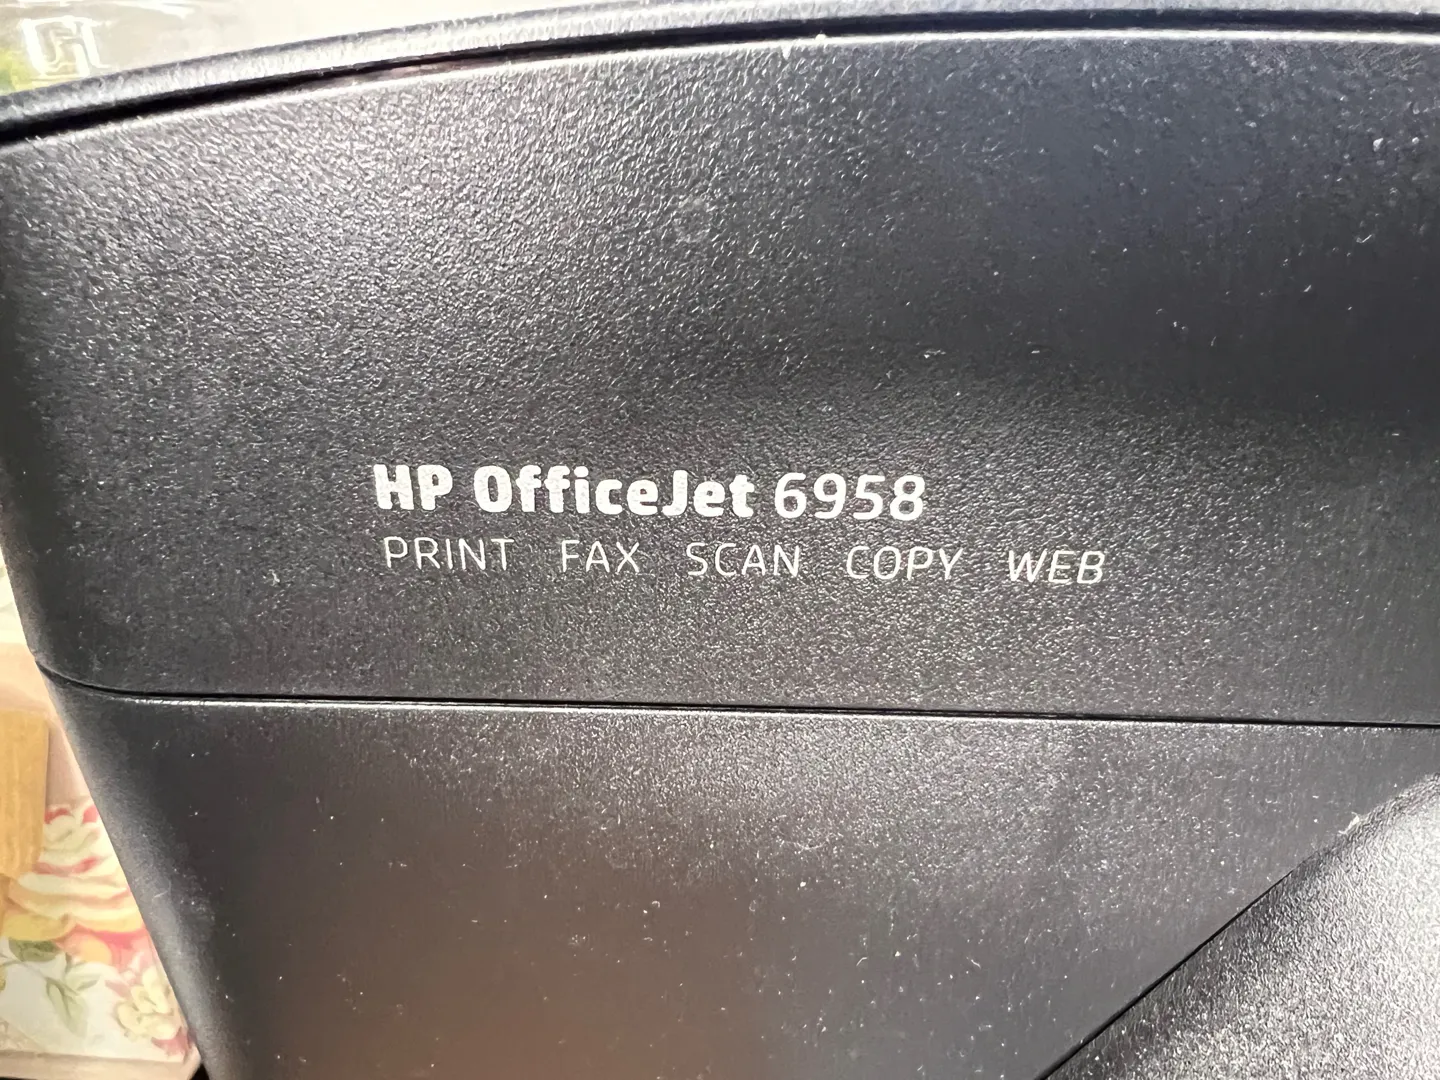 HP OfficeJet 6958
PRINT FAX SCAN COPY WEB